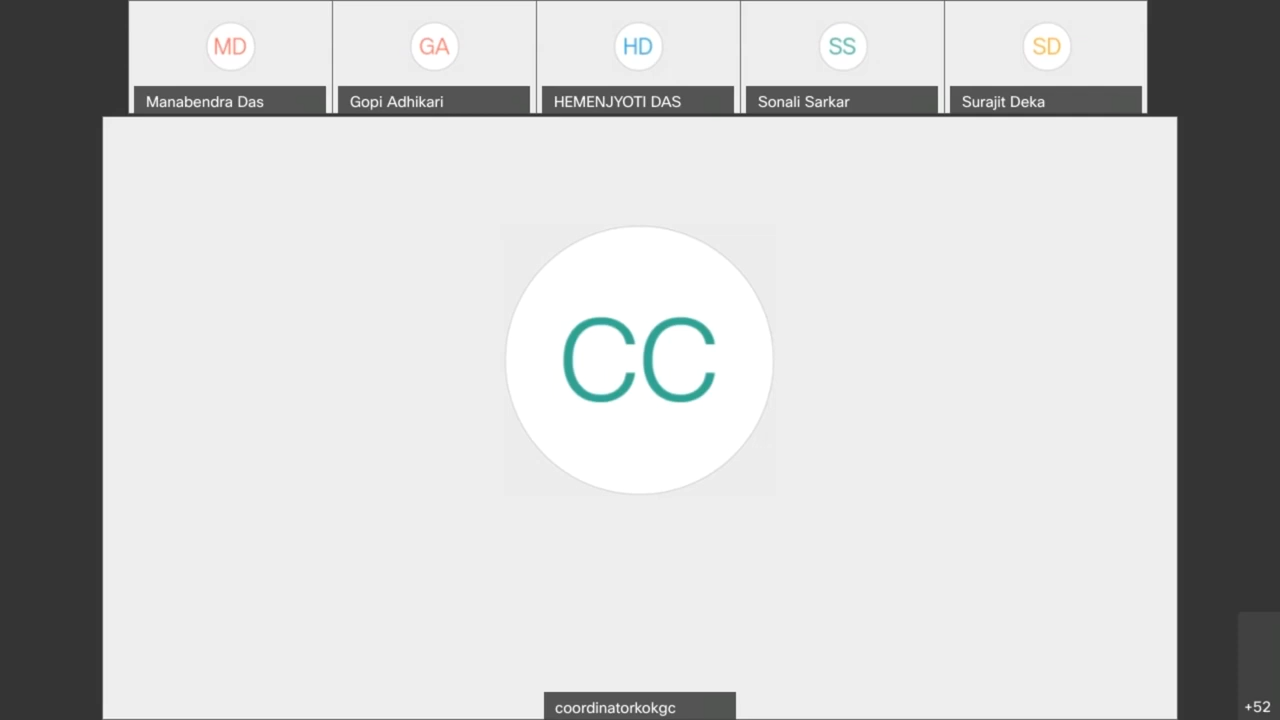 MD
GA
HD
SS
SD
Manabendra Das
Gopi Adhikari
HEMENJYOTI DAS
Sonali Sarkar
Surajit Deka
CC
coordinatorkokgc
+52